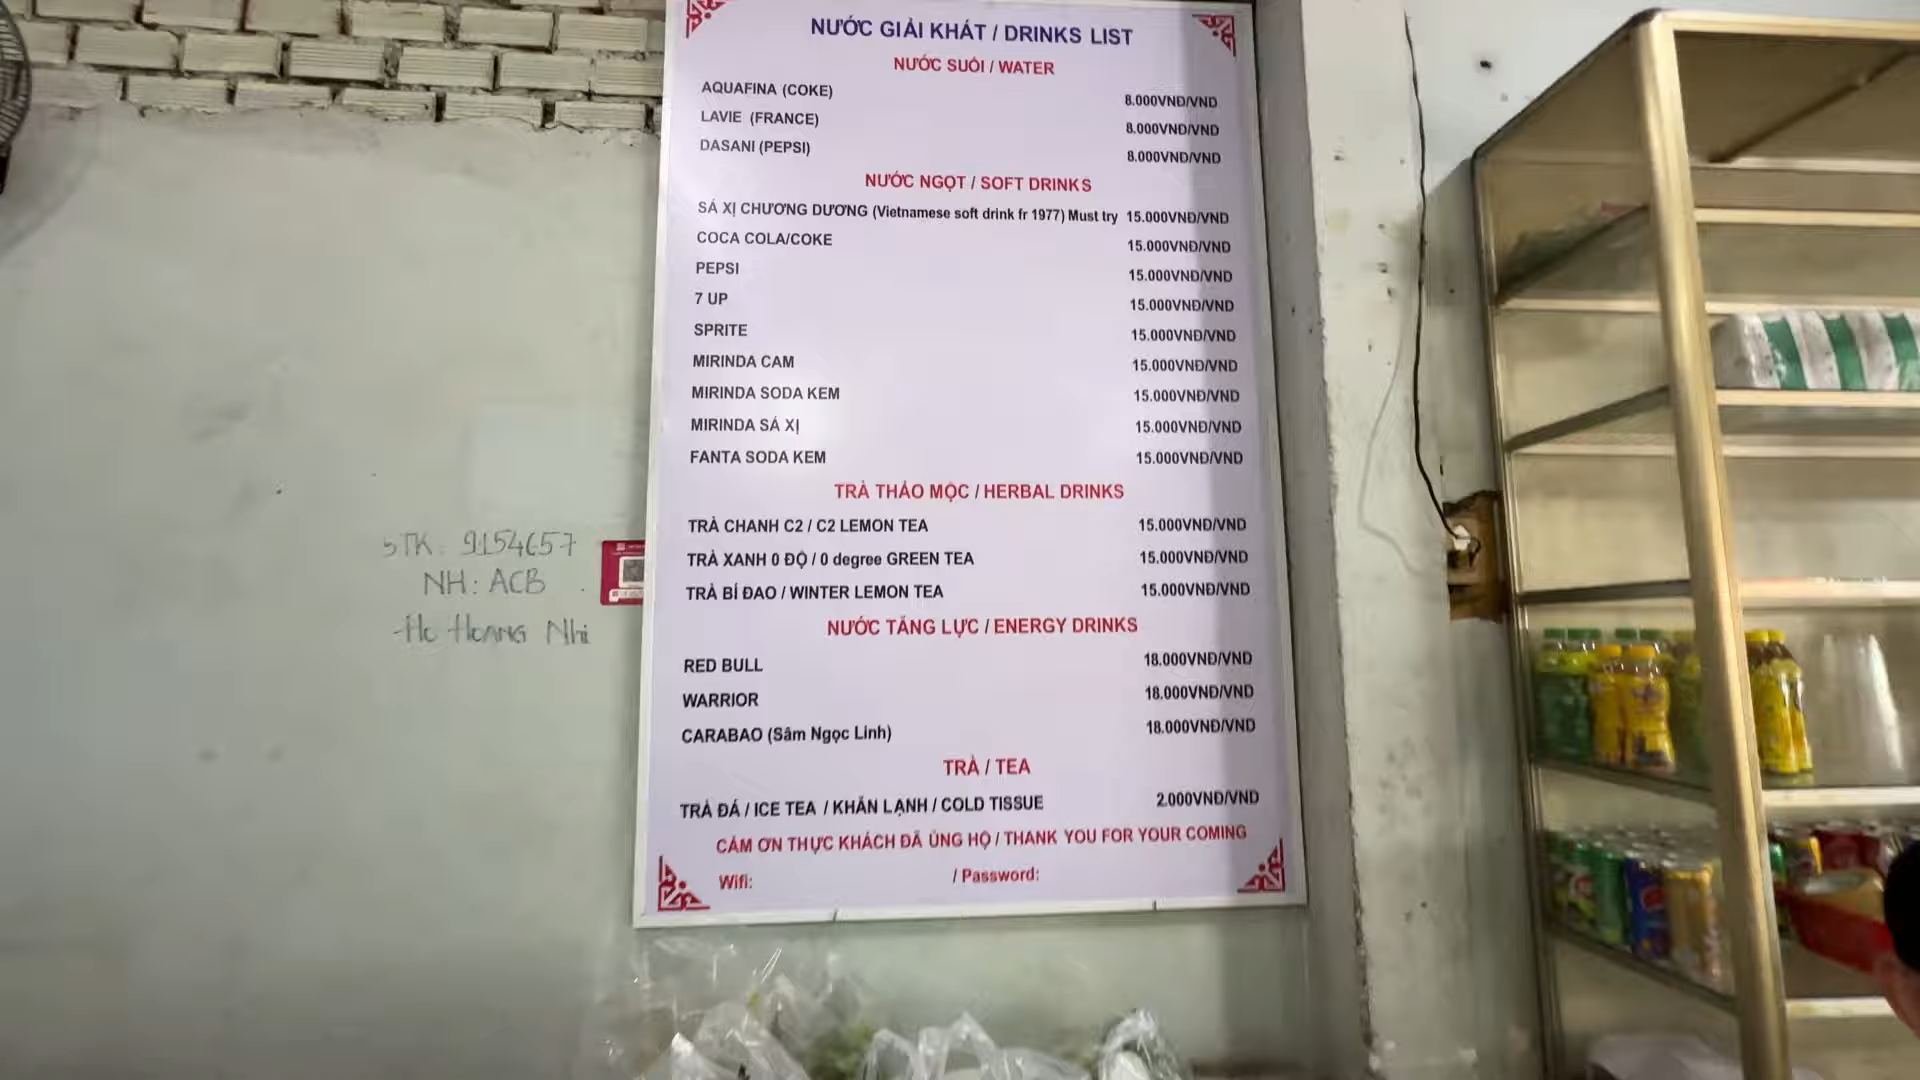 NƯỚC GIẢI KHÁT / DRINKS LIST
NƯỚC SUỐI / WATER
AQUAFINA (COKE) 8.000VNĐ/VND
LAVIE (FRANCE) 8.000VNĐ/VND
DASANI (PEPSI) 8.000VNĐ/VND
NƯỚC NGỌT / SOFT DRINKS
SÁ XỊ CHƯƠNG DƯƠNG (Vietnamese soft drink fr 1977) Must try 15.000VNĐ/VND
COCA COLA/COKE 15.000VNĐ/VND
PEPSI 15.000VNĐ/VND
7 UP 15.000VNĐ/VND
SPRITE 15.000VNĐ/VND
MIRINDA CAM 15.000VNĐ/VND
MIRINDA SODA KEM 15.000VNĐ/VND
MIRINDA SÁ XỊ 15.000VNĐ/VND
FANTA SODA KEM 15.000VNĐ/VND
TRÀ THẢO MỘC / HERBAL DRINKS
TRÀ CHANH C2 / C2 LEMON TEA 15.000VNĐ/VND
TRÀ XANH 0 ĐỘ / 0 degree GREEN TEA 15.000VNĐ/VND
TRÀ BÍ ĐAO / WINTER LEMON TEA 15.000VNĐ/VND
NƯỚC TĂNG LỰC / ENERGY DRINKS
RED BULL 18.000VNĐ/VND
WARRIOR 18.000VNĐ/VND
CARABAO (Sâm Ngọc Linh) 18.000VNĐ/VND
TRÀ / TEA
TRÀ ĐÁ / ICE TEA / KHĂN LẠNH / COLD TISSUE 2.000VNĐ/VND
CẢM ƠN THỰC KHÁCH ĐÃ ỦNG HỘ / THANK YOU FOR YOUR COMING
Wifi: / Password:
STK: 9154657
NH: ACB
Hoang Nhi